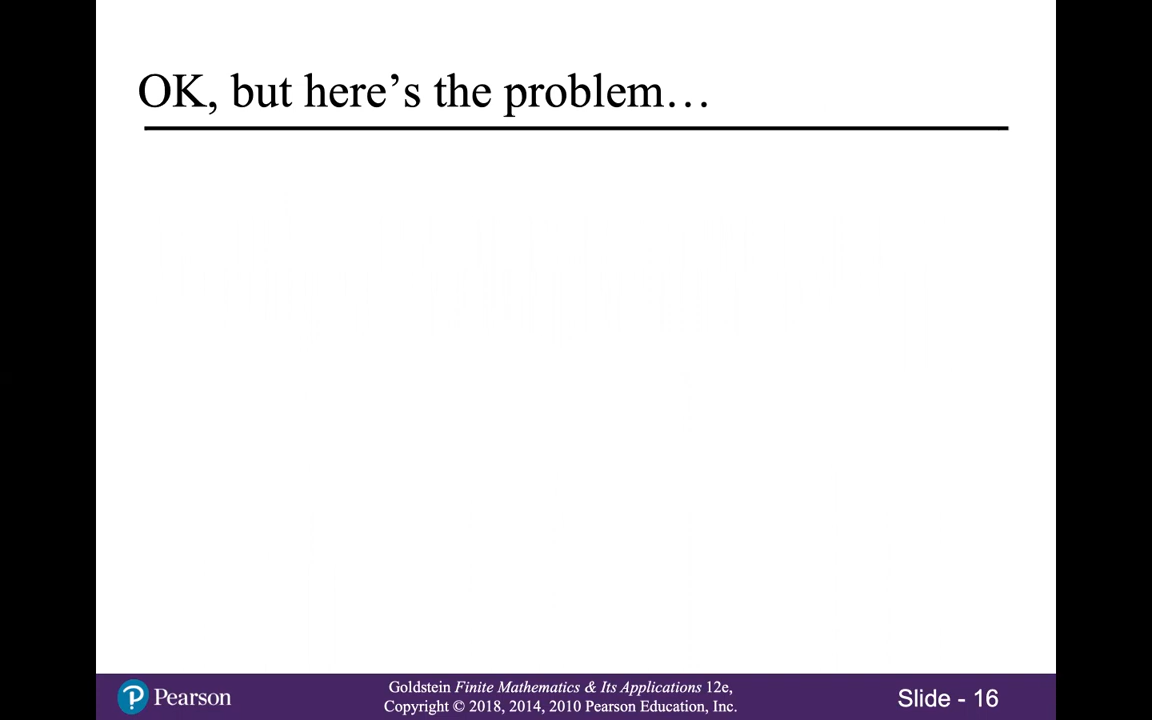 OK, but here’s the problem…
Pearson
Goldstein Finite Mathematics & Its Applications 12e,
Copyright © 2018, 2014, 2010 Pearson Education, Inc.
Slide - 16